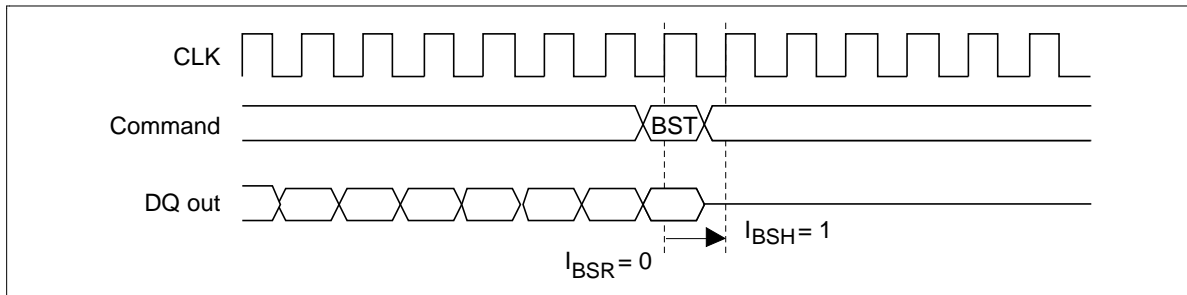 CLK
Command
BST
DQ out
IBSH = 1
IBSR = 0